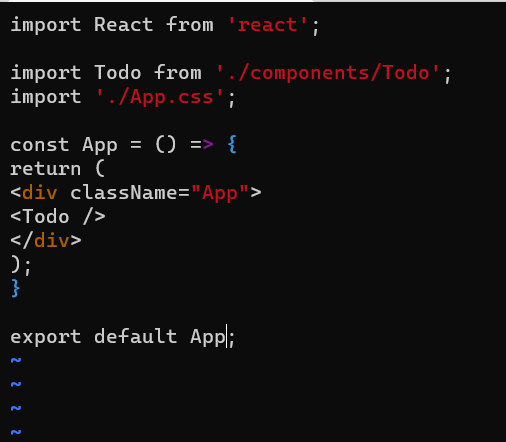 import React from 'react';
import Todo from './components/Todo';
import './App.css';
const App = () => {
return (
<div className="App">
<Todo />
</div>
);
}
export default App;
~
~
~
~